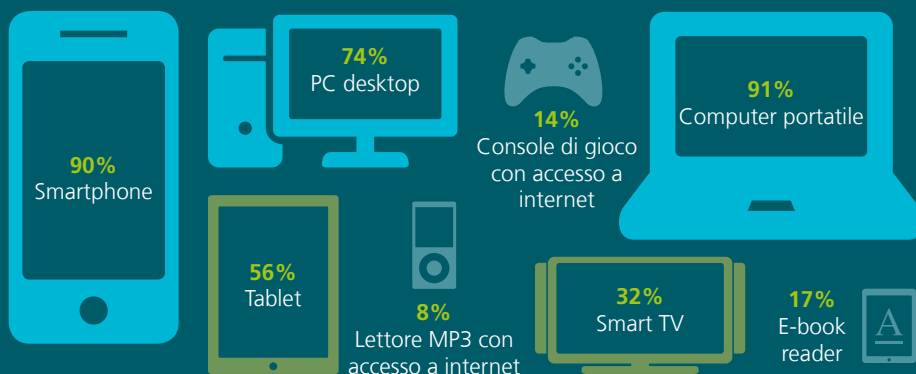 90%
Smartphone
74%
PC desktop
14%
Console di gioco
con accesso a
internet
91%
Computer portatile
56%
Tablet
8%
Lettore MP3 con
accesso a internet
32%
Smart TV
17%
E-book
reader
A